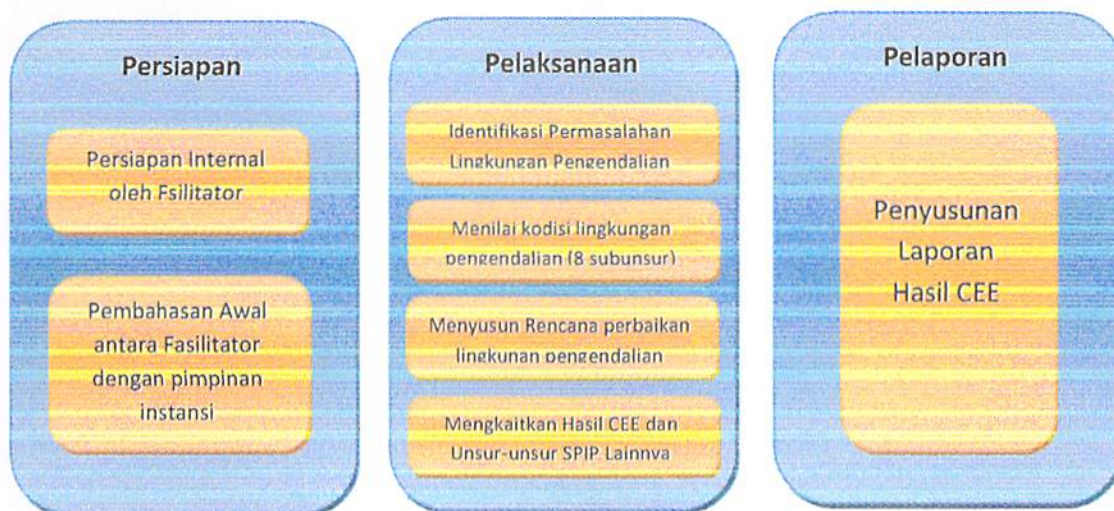 Persiapan
Persiapan Internal
oleh Fsilitator
Pembahasan Awal
antara Fasilitator
dengan pimpinan
instansi
Pelaksanaan
Identifikasi Permasalahan
Lingkungan Pengendalian
Menilai kodisi lingkungan
pengendalian (8 subunsur)
Menyusun Rencana perbaikan
lingkunan pengendalian
Mengkaitkan Hasil CEE dan
Unsur-unsur SPIP Lainnya
Pelaporan
Penyusunan
Laporan
Hasil CEE